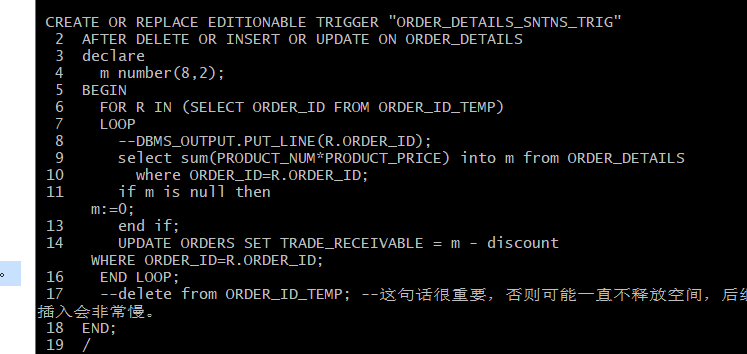 CREATE OR REPLACE EDITIONABLE TRIGGER "ORDER_DETAILS_SNTNS_TRIG"
2 AFTER DELETE OR INSERT OR UPDATE ON ORDER_DETAILS
3 declare
4 m number(8,2);
5 BEGIN
6 FOR R IN (SELECT ORDER_ID FROM ORDER_ID_TEMP)
7 LOOP
8 --DBMS_OUTPUT.PUT_LINE(R.ORDER_ID);
9 select sum(PRODUCT_NUM*PRODUCT_PRICE) into m from ORDER_DETAILS
10 where ORDER_ID=R.ORDER_ID;
11 if m is null then
m:=0;
13 end if;
14 UPDATE ORDERS SET TRADE_RECEIVABLE = m - discount
WHERE ORDER_ID=R.ORDER_ID;
16 END LOOP;
17 --delete from ORDER_ID_TEMP; --这句话很重要，否则可能一直不释放空间，后
插入会非常慢。
18 END;
19 /
。